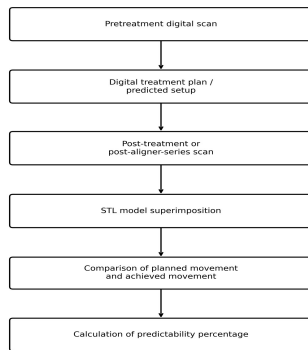 Pretreatment digital scan
Digital treatment plan /
predicted setup
Post-treatment or
post-aligner-series scan
STL model superimposition
Comparison of planned movement
and achieved movement
Calculation of predictability percentage